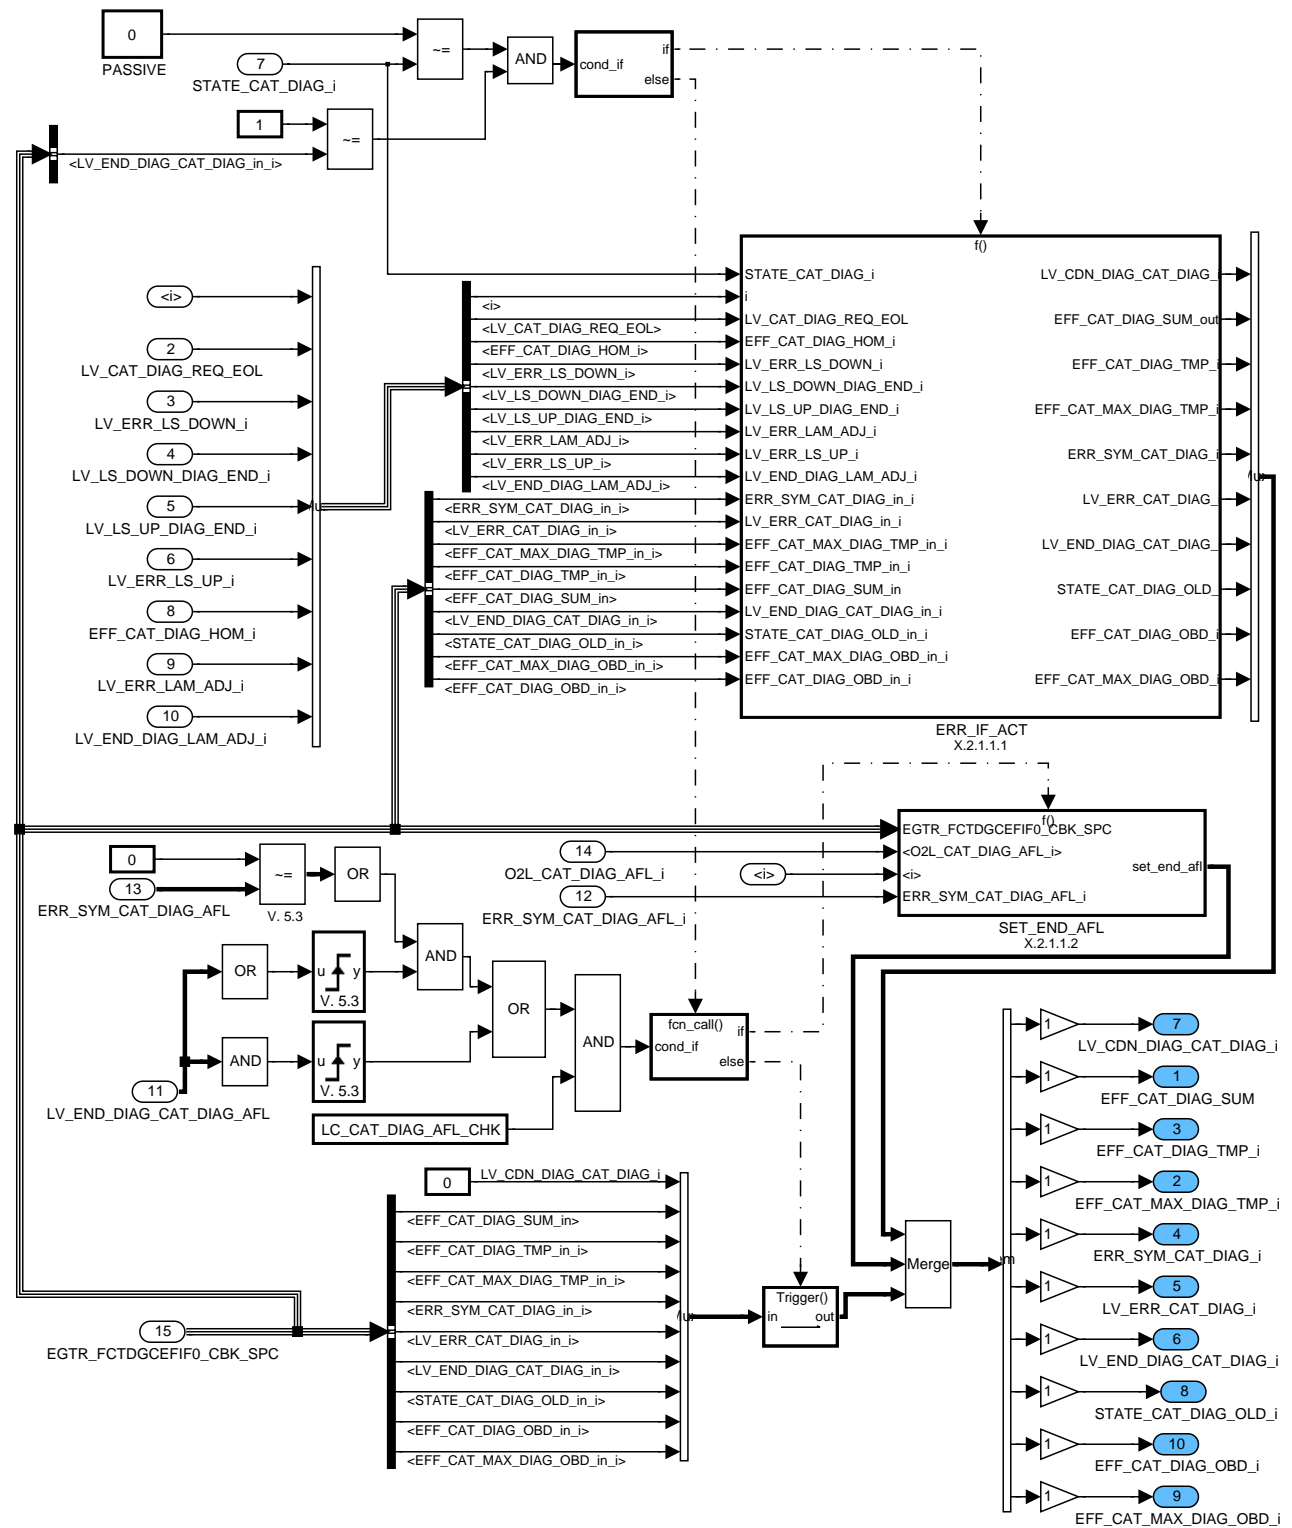 0
PASSIVE
7
STATE_CAT_DIAG_i
~=
AND
cond_if
if
else
1
~=
<LV_END_DIAG_CAT_DIAG_in_i>
<i>
2
LV_CAT_DIAG_REQ_EOL
3
LV_ERR_LS_DOWN_i
4
LV_LS_DOWN_DIAG_END_i
5
LV_LS_UP_DIAG_END_i
6
LV_ERR_LS_UP_i
8
EFF_CAT_DIAG_HOM_i
9
LV_ERR_LAM_ADJ_i
10
LV_END_DIAG_LAM_ADJ_i
<i>
<LV_CAT_DIAG_REQ_EOL>
<EFF_CAT_DIAG_HOM_i>
<LV_ERR_LS_DOWN_i>
<LV_LS_DOWN_DIAG_END_i>
<LV_LS_UP_DIAG_END_i>
<LV_ERR_LAM_ADJ_i>
<LV_ERR_LS_UP_i>
<LV_END_DIAG_LAM_ADJ_i>
<ERR_SYM_CAT_DIAG_in_i>
<LV_ERR_CAT_DIAG_in_i>
<EFF_CAT_MAX_DIAG_TMP_in_i>
<EFF_CAT_DIAG_TMP_in_i>
<EFF_CAT_DIAG_SUM_in>
<LV_END_DIAG_CAT_DIAG_in_i>
<STATE_CAT_DIAG_OLD_in_i>
<EFF_CAT_MAX_DIAG_OBD_in_i>
<EFF_CAT_DIAG_OBD_in_i>
f()
STATE_CAT_DIAG_i
i
LV_CAT_DIAG_REQ_EOL
EFF_CAT_DIAG_HOM_i
LV_ERR_LS_DOWN_i
LV_LS_DOWN_DIAG_END_i
LV_LS_UP_DIAG_END_i
LV_ERR_LAM_ADJ_i
LV_ERR_LS_UP_i
LV_END_DIAG_LAM_ADJ_i
ERR_SYM_CAT_DIAG_in_i
LV_ERR_CAT_DIAG_in_i
EFF_CAT_MAX_DIAG_TMP_in_i
EFF_CAT_DIAG_TMP_in_i
EFF_CAT_DIAG_SUM_in
LV_END_DIAG_CAT_DIAG_in_i
STATE_CAT_DIAG_OLD_in_i
EFF_CAT_MAX_DIAG_OBD_in_i
EFF_CAT_DIAG_OBD_in_i
LV_CDN_DIAG_CAT_DIAG_i
EFF_CAT_DIAG_SUM_out
EFF_CAT_DIAG_TMP_i
EFF_CAT_MAX_DIAG_TMP_i
ERR_SYM_CAT_DIAG_i
LV_ERR_CAT_DIAG_
LV_END_DIAG_CAT_DIAG_
STATE_CAT_DIAG_OLD_
EFF_CAT_DIAG_OBD_i
EFF_CAT_MAX_DIAG_OBD_i
ERR_IF_ACT
X.2.1.1.1
f()
EGTR_FCTDGCEFIF0_CBK_SPC
<O2L_CAT_DIAG_AFL_i>
<i>
ERR_SYM_CAT_DIAG_AFL_i
set_end_afl
SET_END_AFL
X.2.1.1.2
14
O2L_CAT_DIAG_AFL_i
<i>
12
ERR_SYM_CAT_DIAG_AFL_i
0
13
ERR_SYM_CAT_DIAG_AFL
~=
V. 5.3
OR
AND
OR
u y
V. 5.3
AND
u y
V. 5.3
OR
AND
11
LV_END_DIAG_CAT_DIAG_AFL
LC_CAT_DIAG_AFL_CHK
fcn_call()
cond_if
if
else
0
LV_CDN_DIAG_CAT_DIAG_i
<EFF_CAT_DIAG_SUM_in>
<EFF_CAT_DIAG_TMP_in_i>
<EFF_CAT_MAX_DIAG_TMP_in_i>
<ERR_SYM_CAT_DIAG_in_i>
<LV_ERR_CAT_DIAG_in_i>
<LV_END_DIAG_CAT_DIAG_in_i>
<STATE_CAT_DIAG_OLD_in_i>
<EFF_CAT_DIAG_OBD_in_i>
<EFF_CAT_MAX_DIAG_OBD_in_i>
15
EGTR_FCTDGCEFIF0_CBK_SPC
Trigger()
in out
Merge
1
7
LV_CDN_DIAG_CAT_DIAG_i
1
1
EFF_CAT_DIAG_SUM
1
3
EFF_CAT_DIAG_TMP_i
1
2
EFF_CAT_MAX_DIAG_TMP_i
1
4
ERR_SYM_CAT_DIAG_i
1
5
LV_ERR_CAT_DIAG_i
1
6
LV_END_DIAG_CAT_DIAG_i
1
8
STATE_CAT_DIAG_OLD_i
1
10
EFF_CAT_DIAG_OBD_i
1
9
EFF_CAT_MAX_DIAG_OBD_i